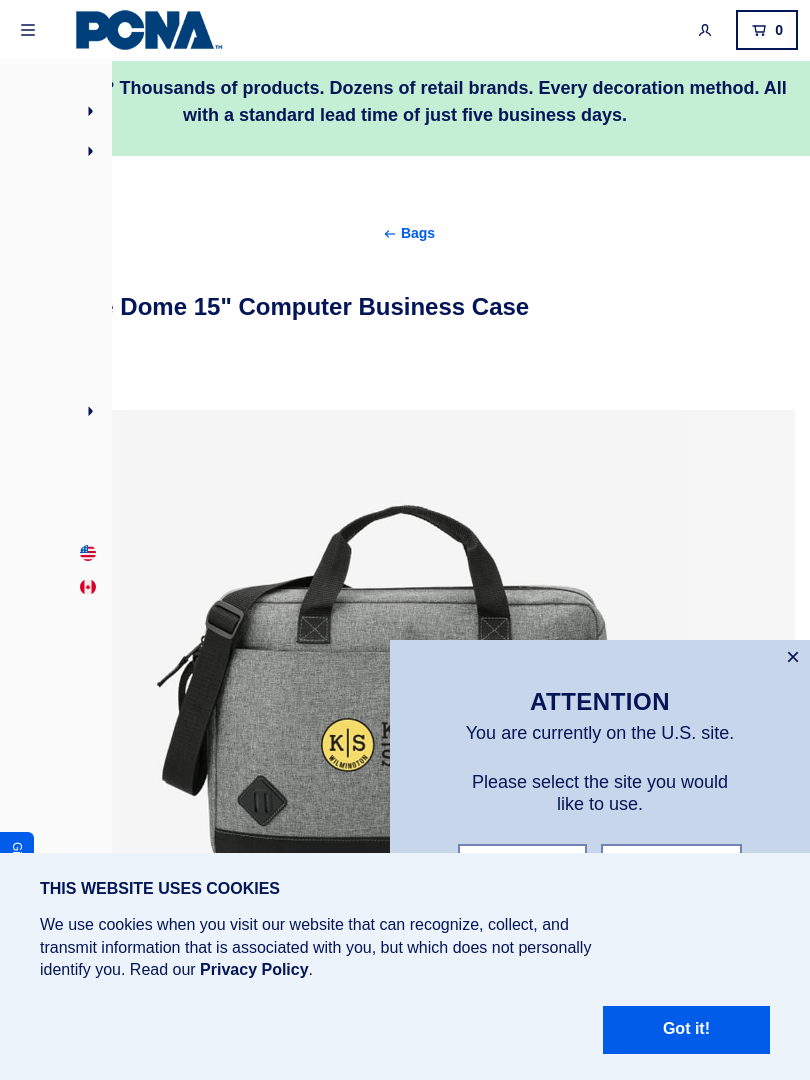 PCNA™
0
Thousands of products. Dozens of retail brands. Every decoration method. All
with a standard lead time of just five business days.
Bags
Dome 15" Computer Business Case
K|S
WILMINGTON
ATTENTION
You are currently on the U.S. site.
Please select the site you would
like to use.
THIS WEBSITE USES COOKIES
We use cookies when you visit our website that can recognize, collect, and
transmit information that is associated with you, but which does not personally
identify you. Read our Privacy Policy.
Got it!